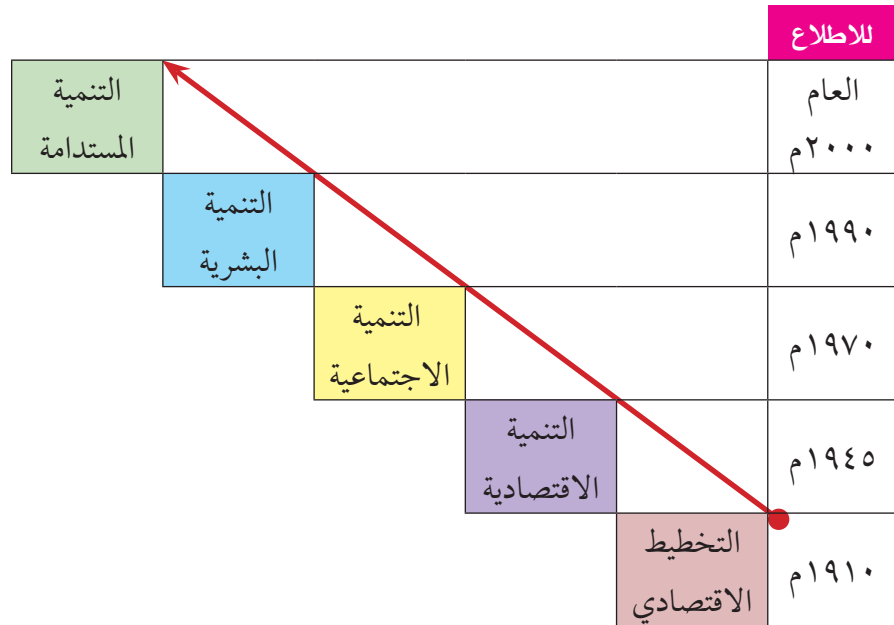 للاطلاع
العام
٢٠٠٠م
التنمية
المستدامة
١٩٩٠م
التنمية
البشرية
١٩٧٠م
التنمية
الاجتماعية
١٩٤٥م
التنمية
الاقتصادية
١٩١٠م
التخطيط
الاقتصادي